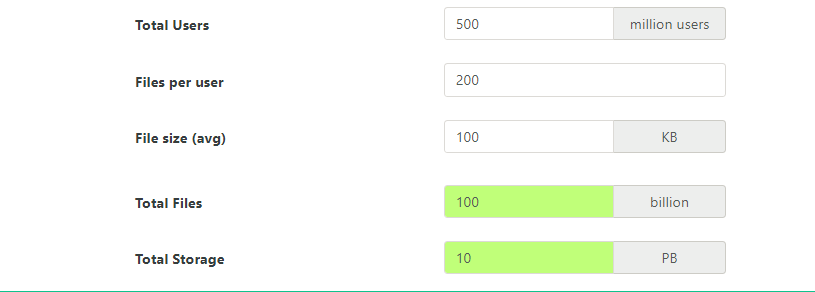 Total Users 500 million users
Files per user 200
File size (avg) 100 KB
Total Files 100 billion
Total Storage 10 PB